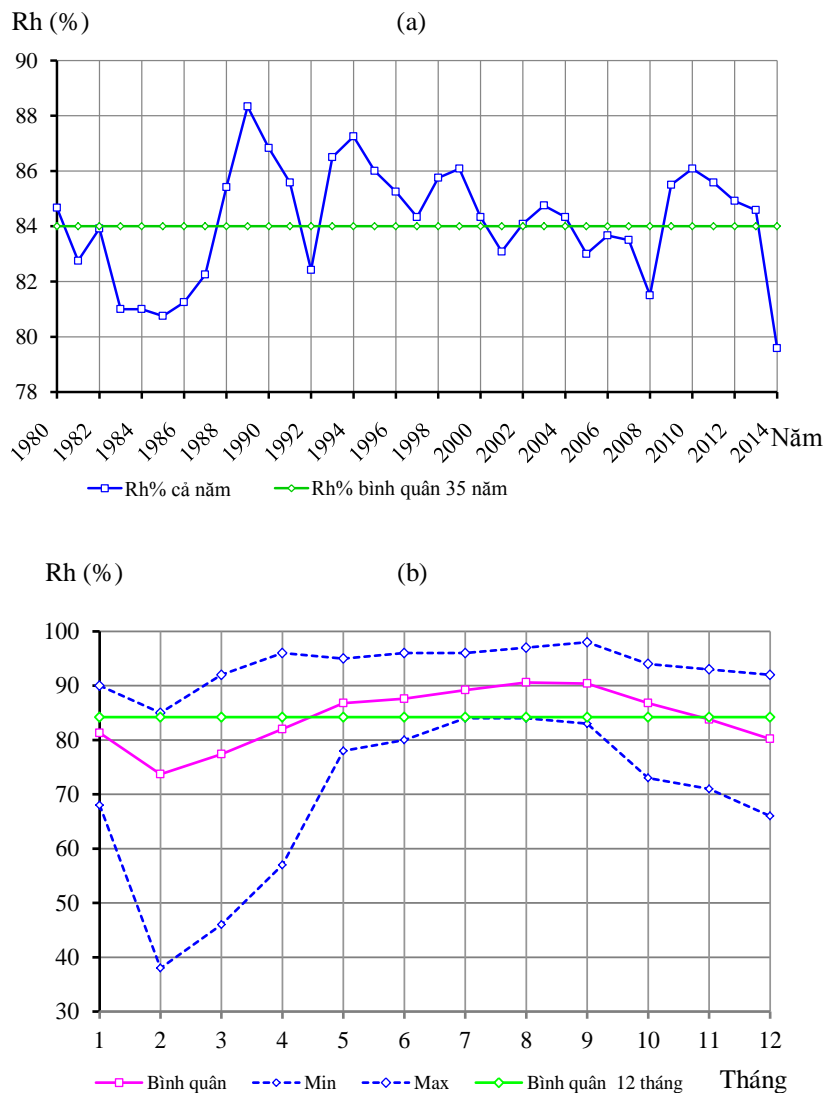 Rh (%)
(a)
90
88
86
84
82
80
78
1980
1982
1984
1986
1988
1990
1992
1994
1996
1998
2000
2002
2004
2006
2008
2010
2012
2014
Năm
Rh% cả năm
Rh% bình quân 35 năm
Rh (%)
(b)
100
90
80
70
60
50
40
30
1 2 3 4 5 6 7 8 9 10 11 12
Bình quân
Min
Max
Bình quân 12 tháng
Tháng